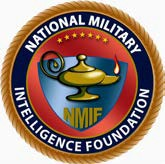 NATIONAL MILITARY
NMIF
INTELLIGENCE FOUNDATION